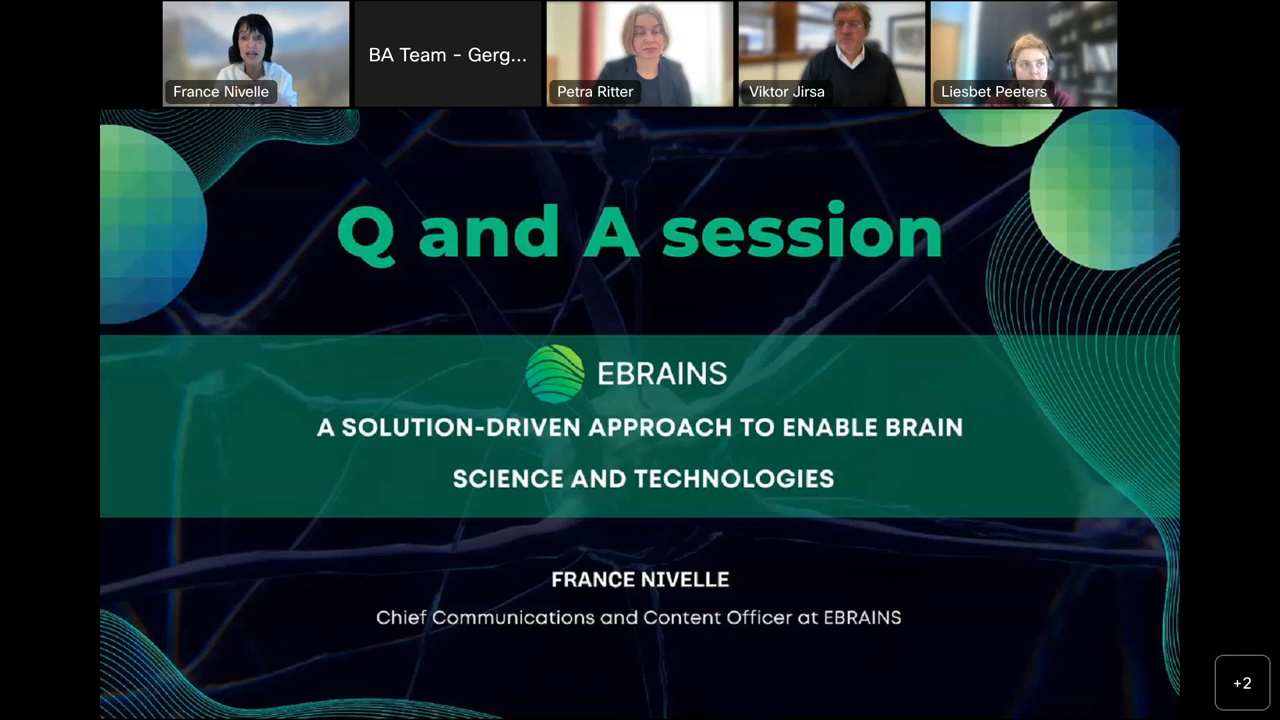 France Nivelle
BA Team - Gerg...
Petra Ritter
Viktor Jirsa
Liesbet Peeters
Q and A session
EBRAINS
A SOLUTION-DRIVEN APPROACH TO ENABLE BRAIN
SCIENCE AND TECHNOLOGIES
FRANCE NIVELLE
Chief Communications and Content Officer at EBRAINS
+2